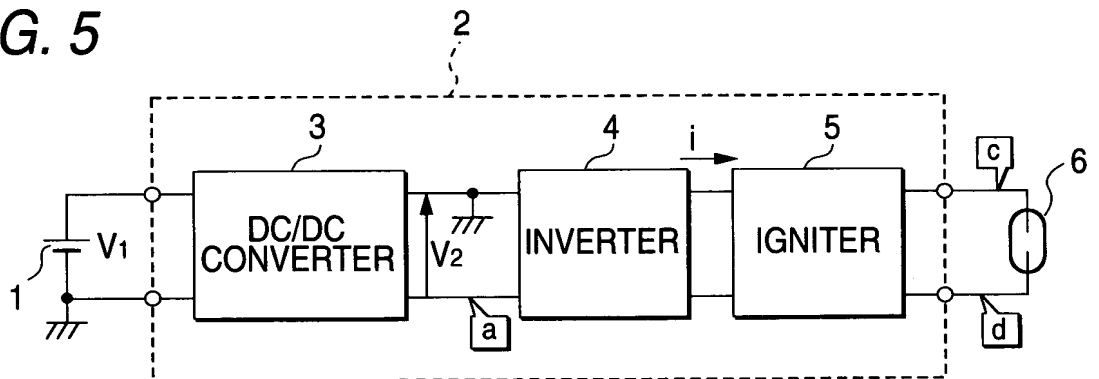 G. 5
2
3
4
i
5
c
6
DC/DC
CONVERTER
INVERTER
IGNITER
V1
V2
1
a
d